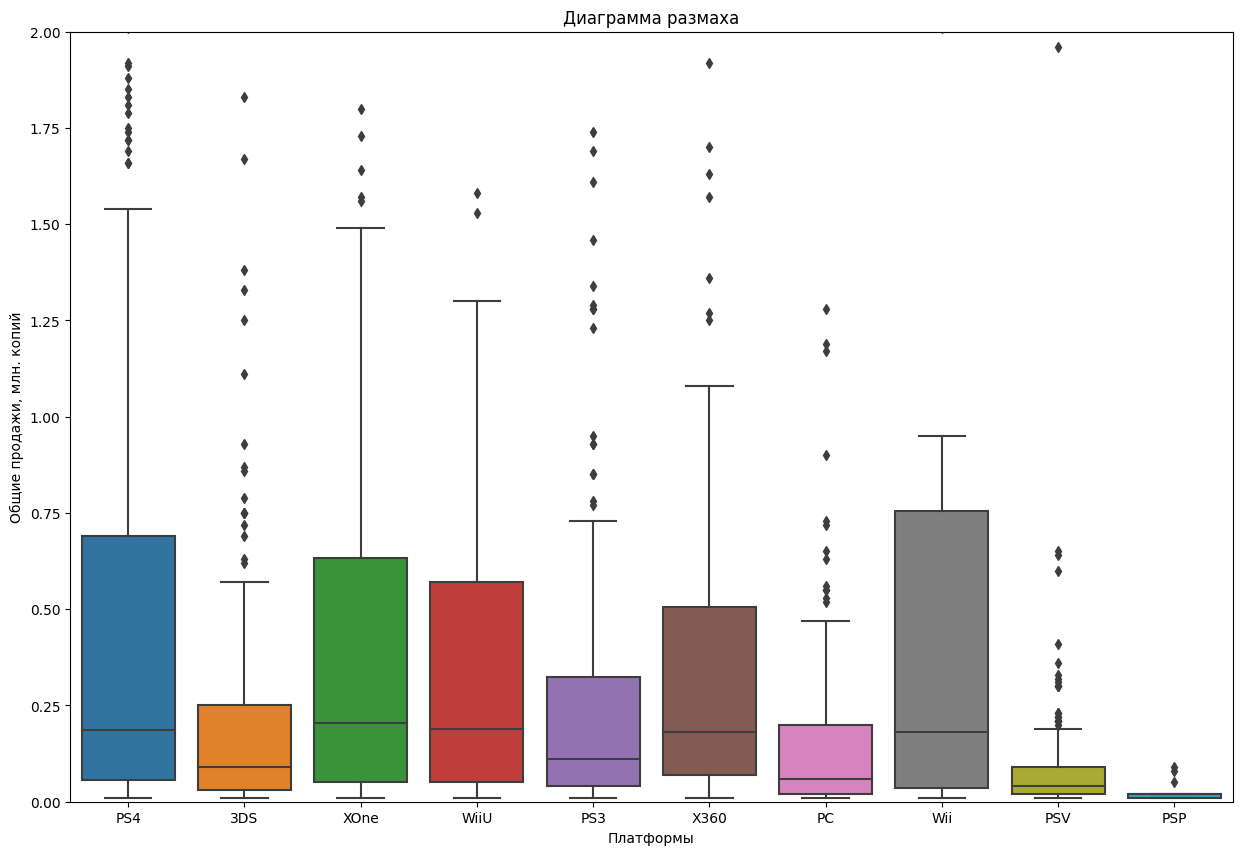 Диаграмма размаха
2.00
1.75
1.50
1.25
1.00
0.75
0.50
0.25
0.00
Общие продажи, млн. копий
PS4 3DS XOne WiiU PS3 X360 PC Wii PSV PSP
Платформы